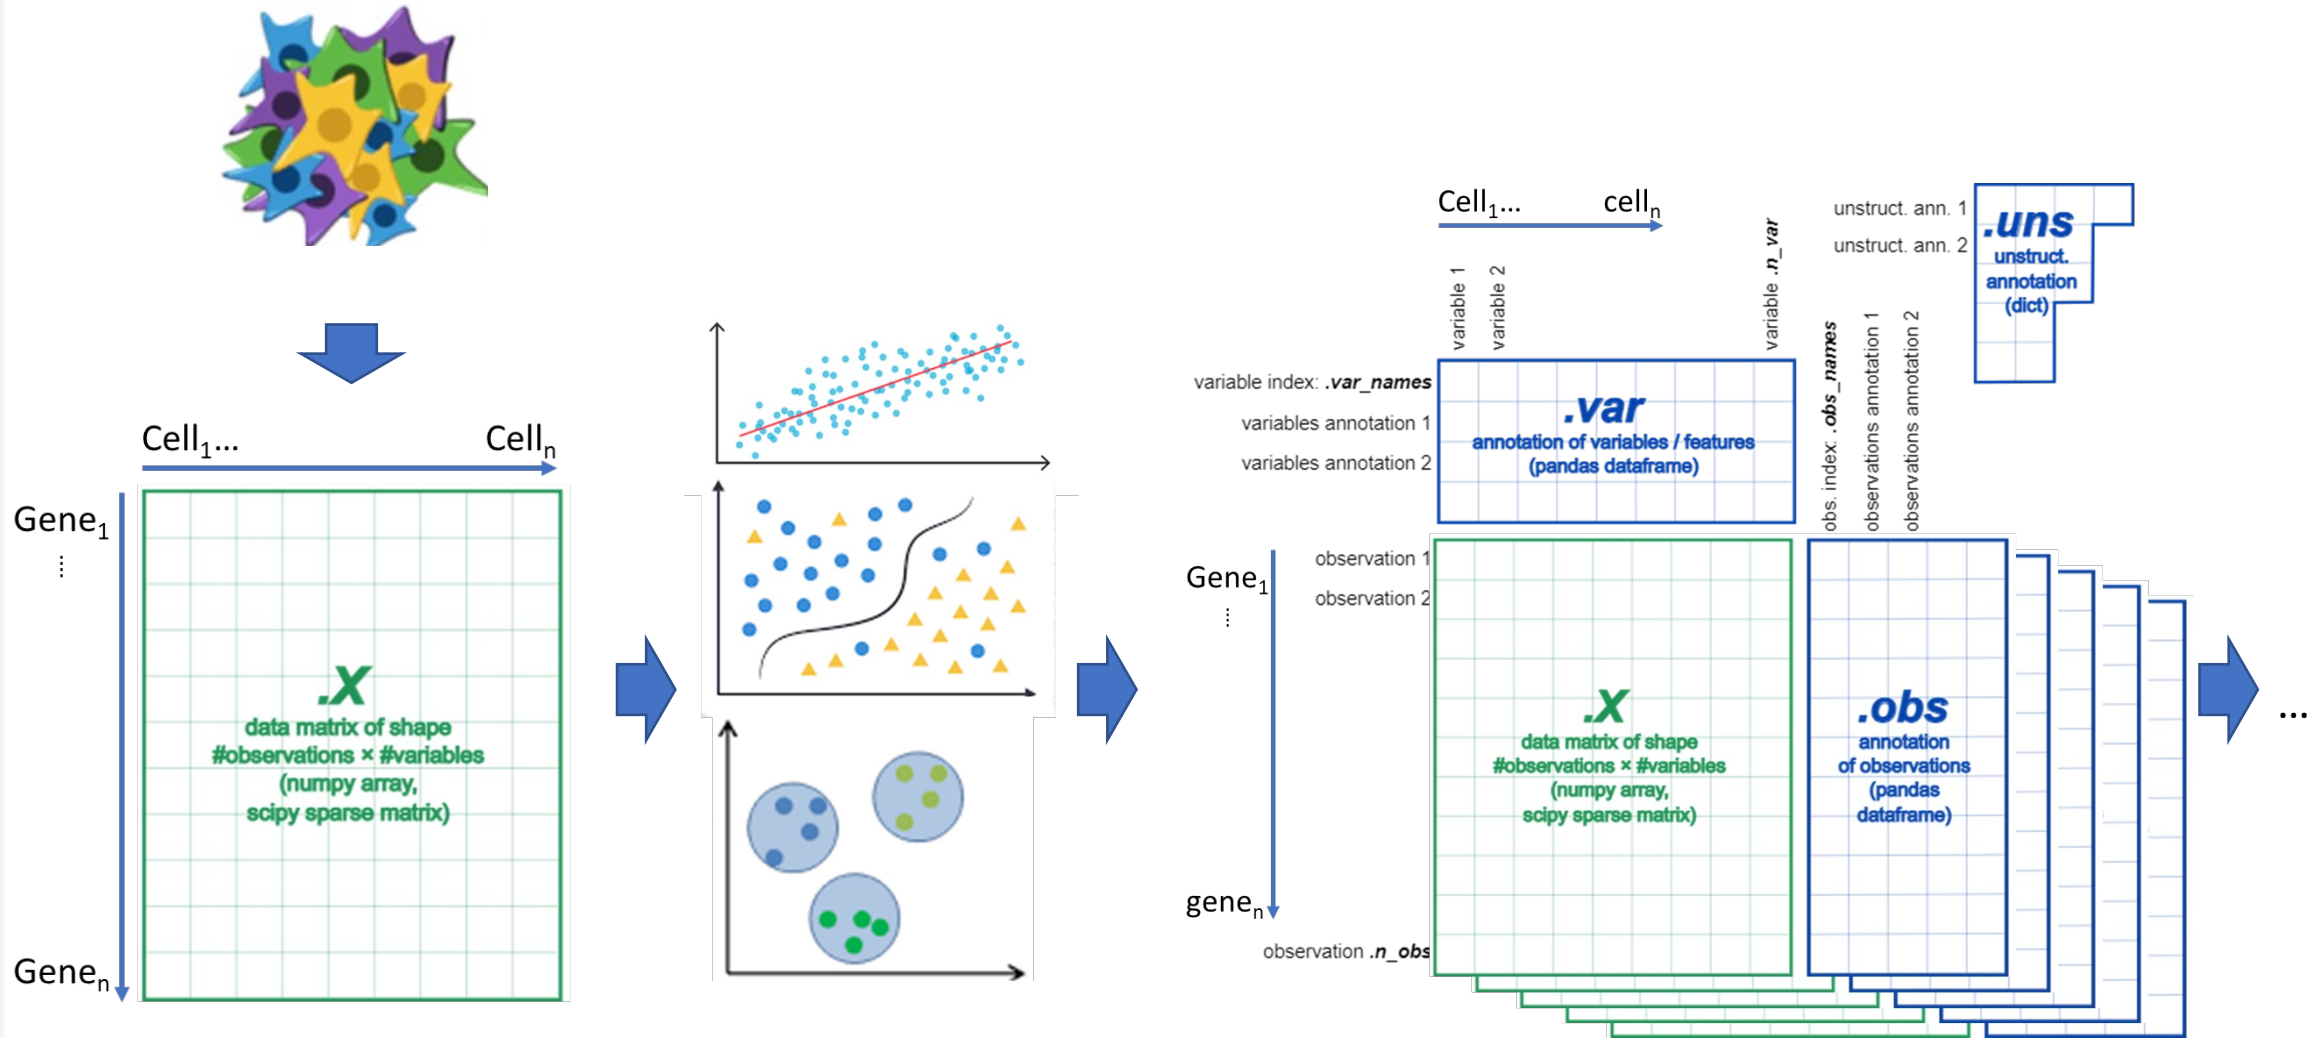 Cell1... Celln
Gene1
Genen
.X
data matrix of shape
#observations × #variables
(numpy array,
scipy sparse matrix)
Cell1... celln
variable 1
variable 2
variable .n_var
unstruct. ann. 1
unstruct. ann. 2
.uns
unstruct.
annotation
(dict)
variable index: .var_names
variables annotation 1
variables annotation 2
.var
annotation of variables / features
(pandas dataframe)
obs. index: .obs_names
observations annotation 1
observations annotation 2
observation 1
observation 2
Gene1
genen
observation .n_obs
.X
data matrix of shape
#observations × #variables
(numpy array,
scipy sparse matrix)
.obs
annotation
of observations
(pandas
dataframe)
...